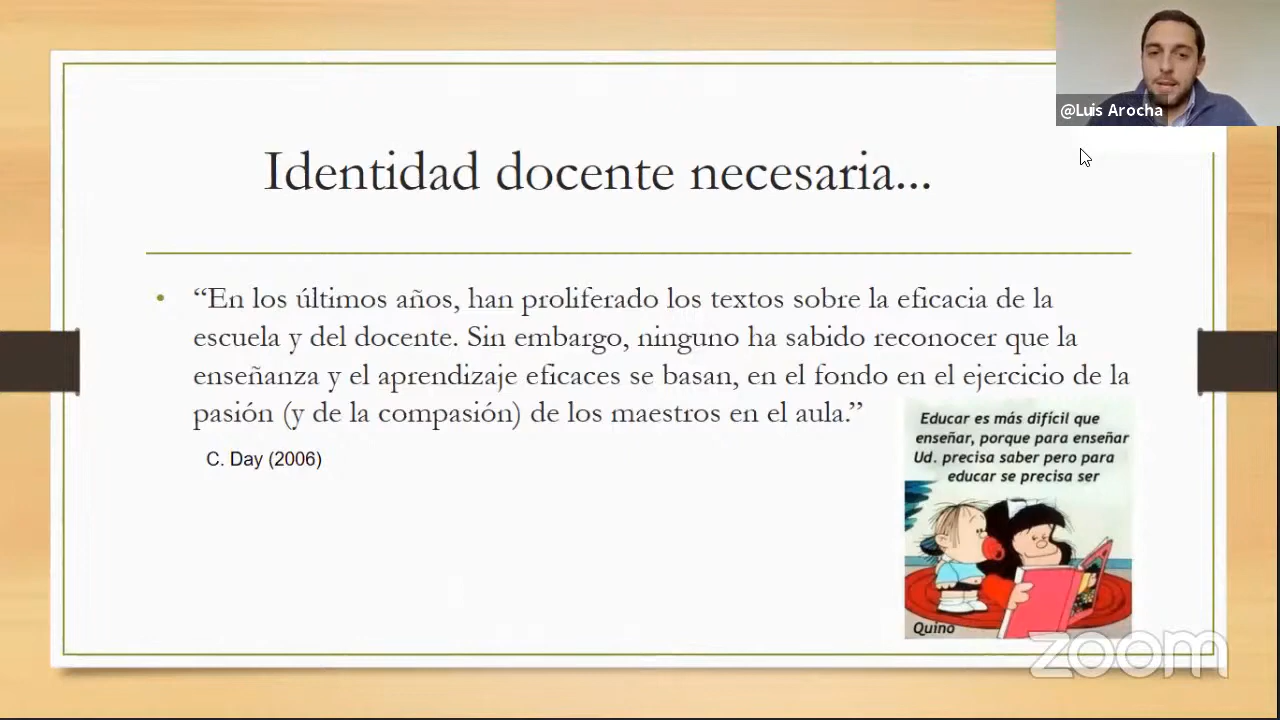 @Luis Arocha
Identidad docente necesaria...
• “En los últimos años, han proliferado los textos sobre la eficacia de la
escuela y del docente. Sin embargo, ninguno ha sabido reconocer que la
enseñanza y el aprendizaje eficaces se basan, en el fondo en el ejercicio de la
pasión (y de la compasión) de los maestros en el aula.”
C. Day (2006)
Educar es más difícil que
enseñar, porque para enseñar
Ud. precisa saber pero para
educar se precisa ser
Quino
zoom